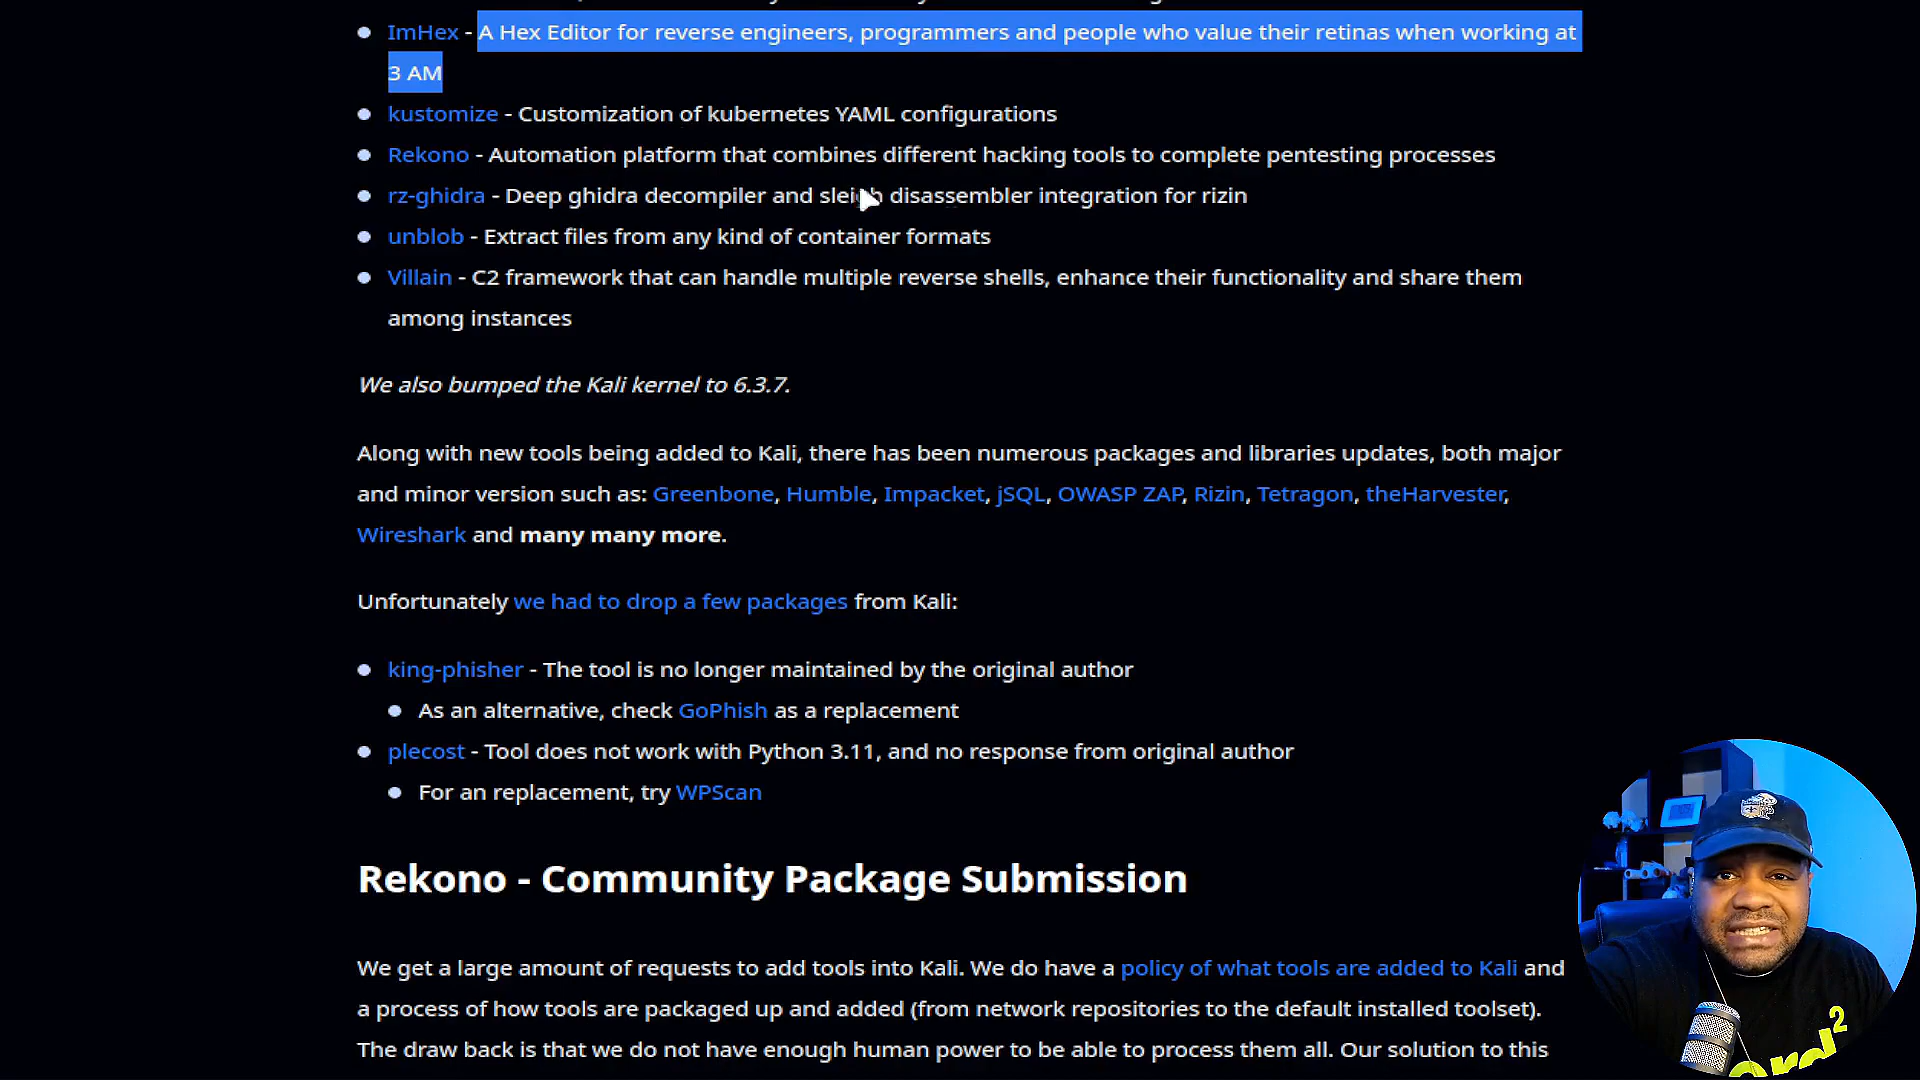 ImHex - A Hex Editor for reverse engineers, programmers and people who value their retinas when working at
3 AM
kustomize - Customization of kubernetes YAML configurations
Rekono - Automation platform that combines different hacking tools to complete pentesting processes
rz-ghidra - Deep ghidra decompiler and sleigh disassembler integration for rizin
unblob - Extract files from any kind of container formats
Villain - C2 framework that can handle multiple reverse shells, enhance their functionality and share them
among instances
We also bumped the Kali kernel to 6.3.7.
Along with new tools being added to Kali, there has been numerous packages and libraries updates, both major
and minor version such as: Greenbone, Humble, Impacket, jSQL, OWASP ZAP, Rizin, Tetragon, theHarvester,
Wireshark and many many more.
Unfortunately we had to drop a few packages from Kali:
king-phisher - The tool is no longer maintained by the original author
As an alternative, check GoPhish as a replacement
plecost - Tool does not work with Python 3.11, and no response from original author
For an replacement, try WPScan
Rekono - Community Package Submission
We get a large amount of requests to add tools into Kali. We do have a policy of what tools are added to Kali and
a process of how tools are packaged up and added (from network repositories to the default installed toolset).
The draw back is that we do not have enough human power to be able to process them all. Our solution to this